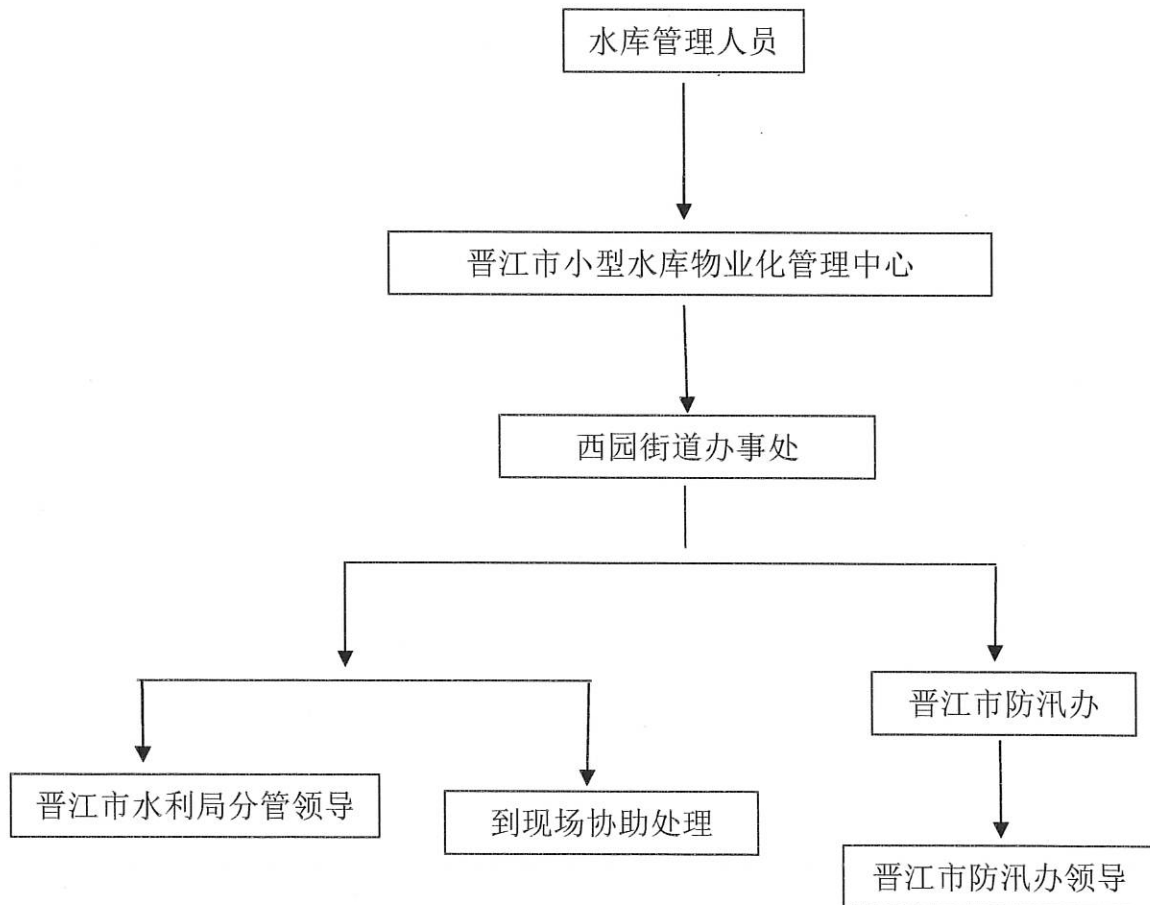 水库管理人员
晋江市小型水库物业化管理中心
西园街道办事处
晋江市防汛办
晋江市水利局分管领导
到现场协助处理
晋江市防汛办领导